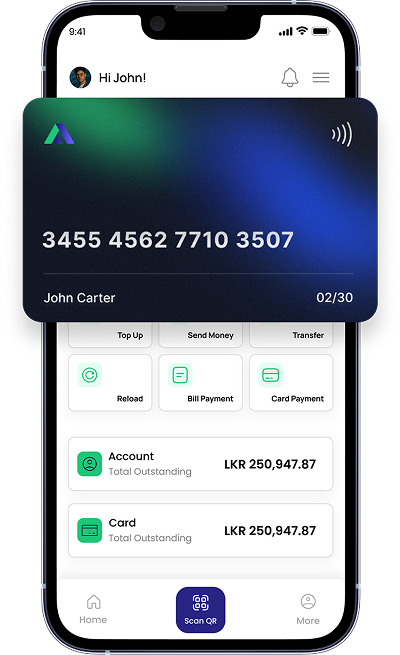 9:41
Hi John!
3455 4562 7710 3507
John Carter 02/30
Top Up Send Money Transfer
Reload Bill Payment Card Payment
Account
Total Outstanding LKR 250,947.87
Card
Total Outstanding LKR 250,947.87
Home Scan QR More